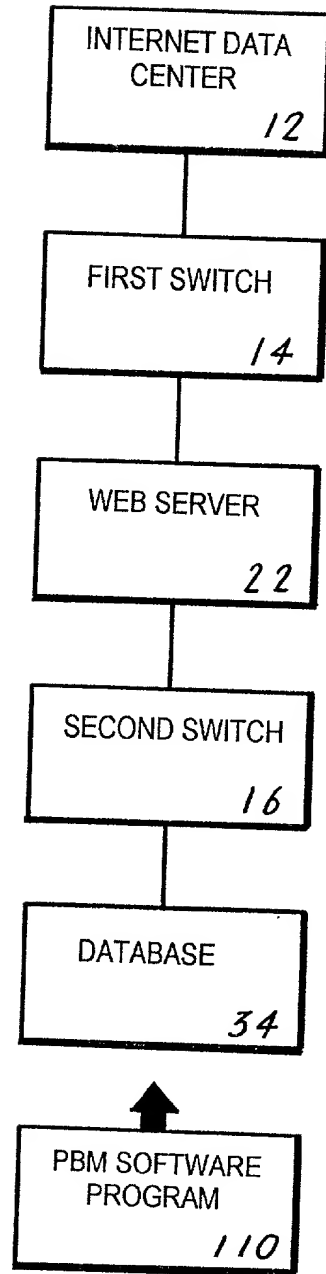 INTERNET DATA
CENTER
12
FIRST SWITCH
14
WEB SERVER
22
SECOND SWITCH
16
DATABASE
34
PBM SOFTWARE
PROGRAM
110